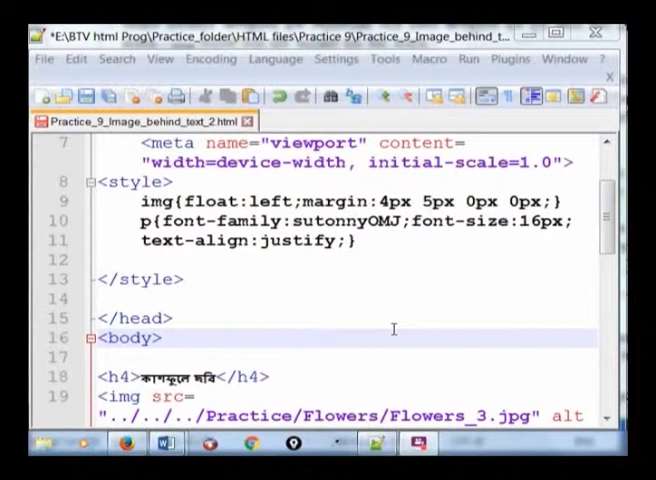 *E:\BTV html Prog\Practice_folder\HTML files\Practice 9\Practice_9_Image_behind_t...
File Edit Search View Encoding Language Settings Tools Macro Run Plugins Window ?
X
Practice_9_Image_behind_text_2.html
7 <meta name="viewport" content=
"width=device-width, initial-scale=1.0">
8 <style>
9 img{float:left;margin:4px 5px 0px 0px;}
10 p{font-family:sutonnyOMJ;font-size:16px;
11 text-align:justify;}
12
13 </style>
14
15 </head>
16 <body>
17
18 <h4>কাশফুলে ছবি</h4>
19 <img src=
"../../../Practice/Flowers/Flowers_3.jpg" alt